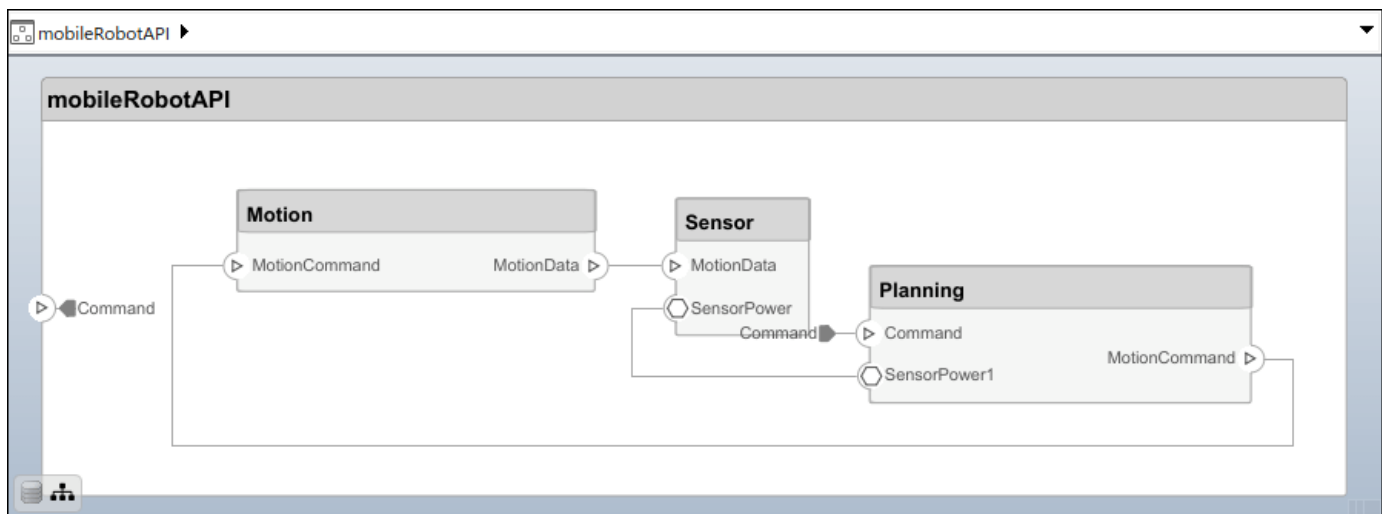 mobileRobotAPI
mobileRobotAPI
Motion
MotionCommand MotionData
Sensor
MotionData
SensorPower
Command
Command
Planning
Command
SensorPower1
MotionCommand